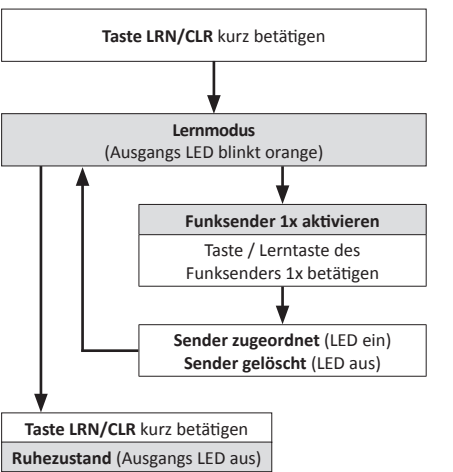 Taste LRN/CLR kurz betätigen
Lernmodus
(Ausgangs LED blinkt orange)
Funksender 1x aktivieren
Taste / Lerntaste des
Funksenders 1x betätigen
Sender zugeordnet (LED ein)
Sender gelöscht (LED aus)
Taste LRN/CLR kurz betätigen
Ruhezustand (Ausgangs LED aus)